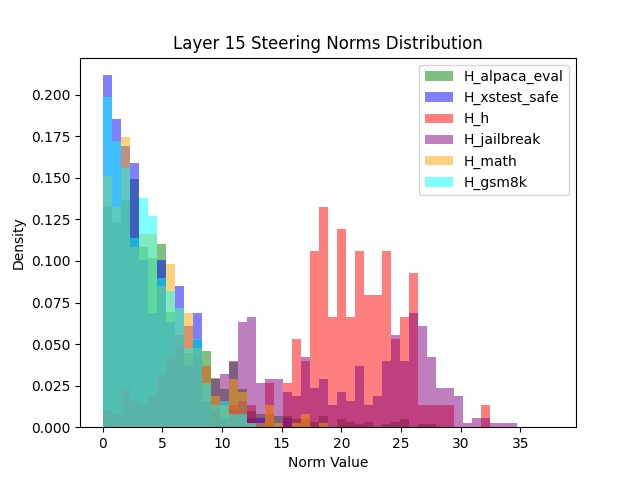 Layer 15 Steering Norms Distribution
H_alpaca_eval
H_xstest_safe
H_h
H_jailbreak
H_math
H_gsm8k
Density
0.200
0.175
0.150
0.125
0.100
0.075
0.050
0.025
0.000
0 5 10 15 20 25 30 35
Norm Value